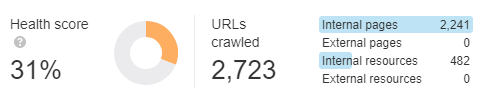 Health score
?
31%
URLs
crawled
2,723
Internal pages 2,241
External pages 0
Internal resources 482
External resources 0